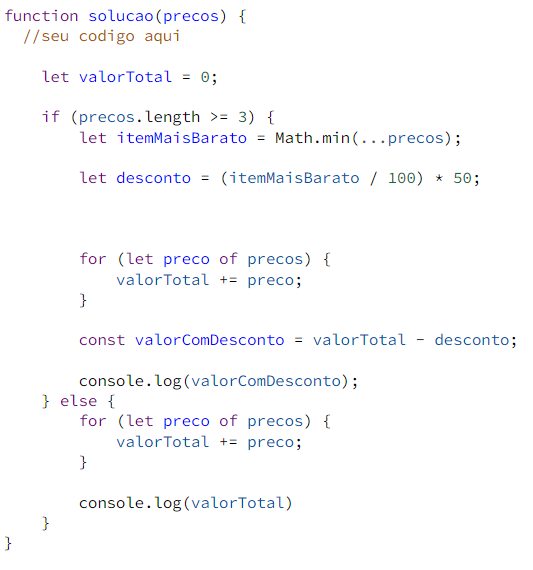 function solucao(precos) {
  //seu codigo aqui
    let valorTotal = 0;
    if (precos.length >= 3) {
        let itemMaisBarato = Math.min(...precos);
        let desconto = (itemMaisBarato / 100) * 50;
        for (let preco of precos) {
            valorTotal += preco;
        }
        const valorComDesconto = valorTotal - desconto;
        console.log(valorComDesconto);
    } else {
        for (let preco of precos) {
            valorTotal += preco;
        }
        console.log(valorTotal)
    }
}